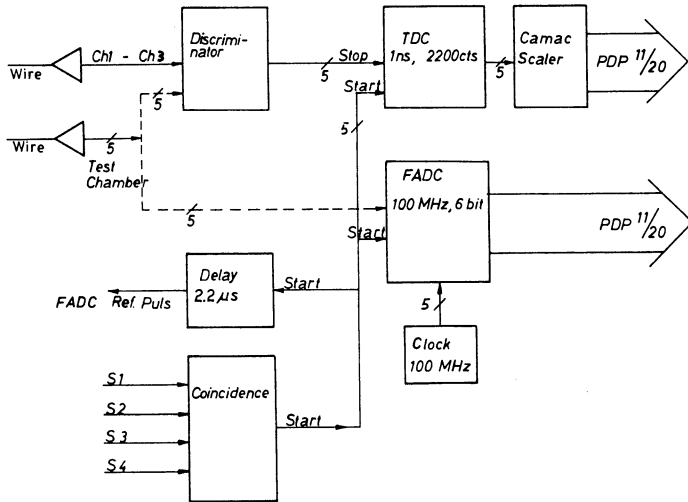 Wire
Ch1 - Ch3
Discrimi-
nator
5
Stop
TDC
1ns, 2200cts
Start
5
Camac
Scaler
PDP 11/20
5
Wire
5
Test
Chamber
5
5
FADC
100 MHz, 6 bit
Start
PDP 11/20
FADC Ref. Puls
Delay
2.2 µs
Start
5
Clock
100 MHz
S1
S2
S3
S4
Coincidence
Start